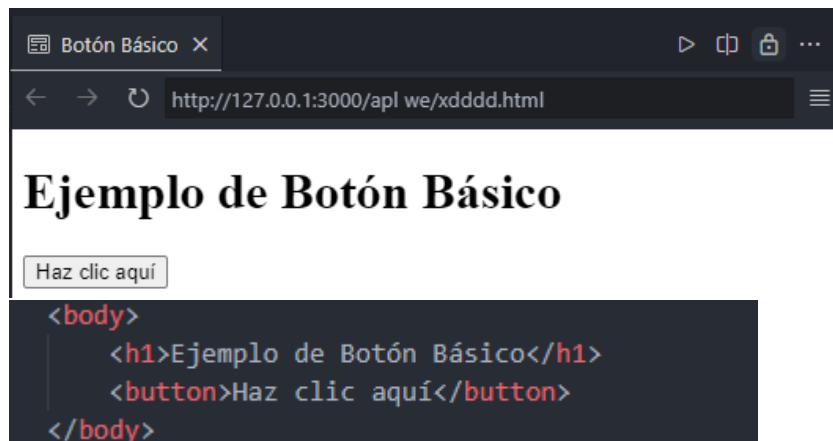 Botón Básico
http://127.0.0.1:3000/apl we/xdddd.html
Ejemplo de Botón Básico
Haz clic aquí
<body>
<h1>Ejemplo de Botón Básico</h1>
<button>Haz clic aquí</button>
</body>